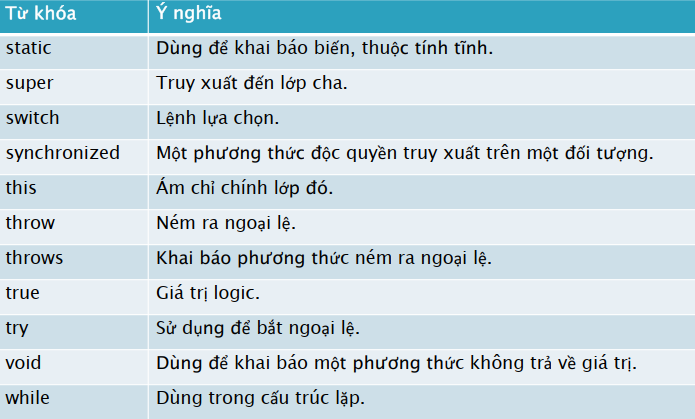 Từ khóa Ý nghĩa
static Dùng để khai báo biến, thuộc tính tĩnh.
super Truy xuất đến lớp cha.
switch Lệnh lựa chọn.
synchronized Một phương thức độc quyền truy xuất trên một đối tượng.
this Ám chỉ chính lớp đó.
throw Ném ra ngoại lệ.
throws Khai báo phương thức ném ra ngoại lệ.
true Giá trị logic.
try Sử dụng để bắt ngoại lệ.
void Dùng để khai báo một phương thức không trả về giá trị.
while Dùng trong cấu trúc lặp.